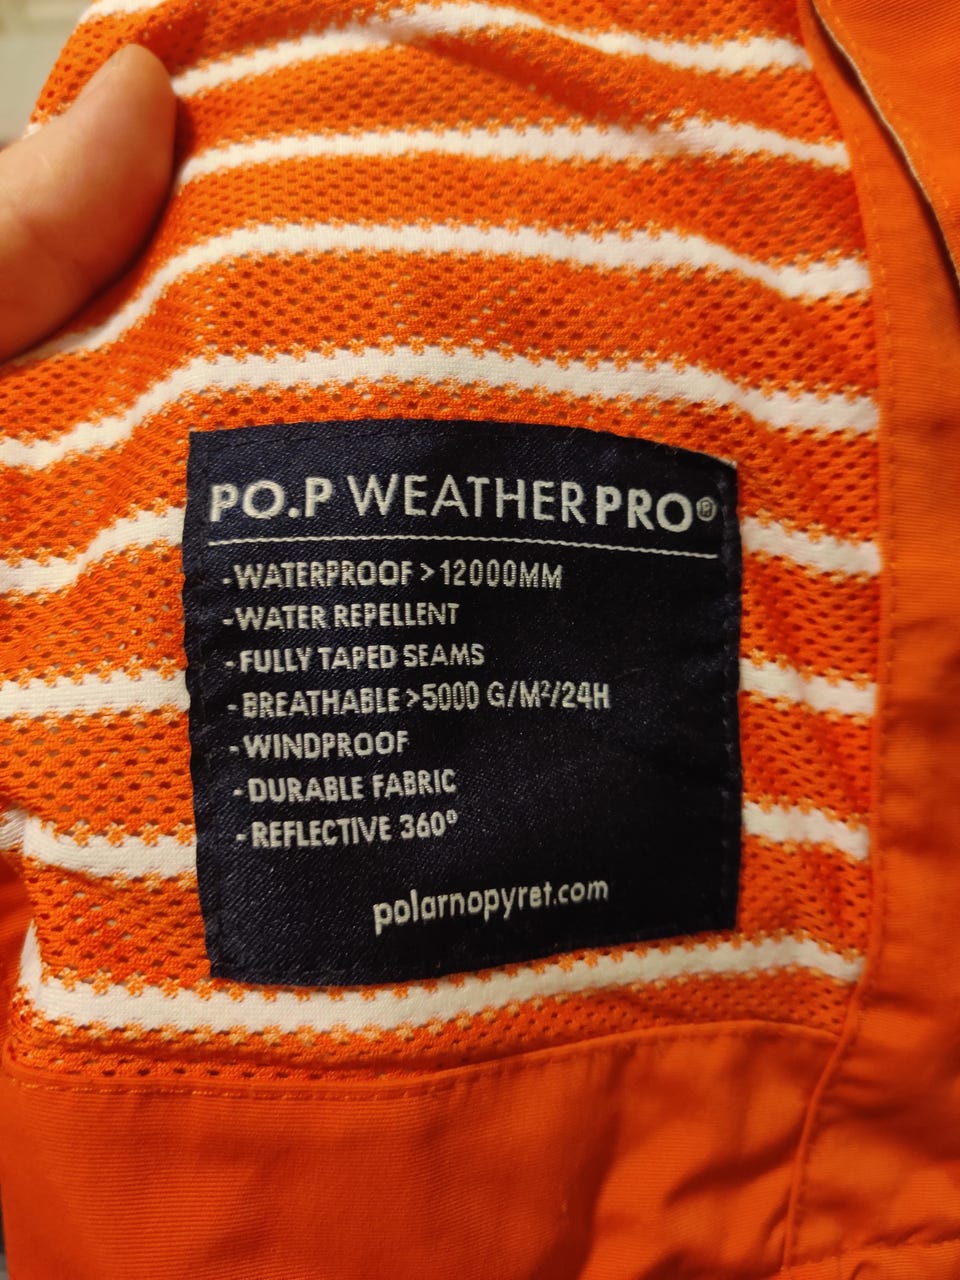 PO.P WEATHERPRO®
-WATERPROOF >12000MM
-WATER REPELLENT
-FULLY TAPED SEAMS
-BREATHABLE >5000 G/M²/24H
-WINDPROOF
-DURABLE FABRIC
-REFLECTIVE 360°
polarnopyret.com